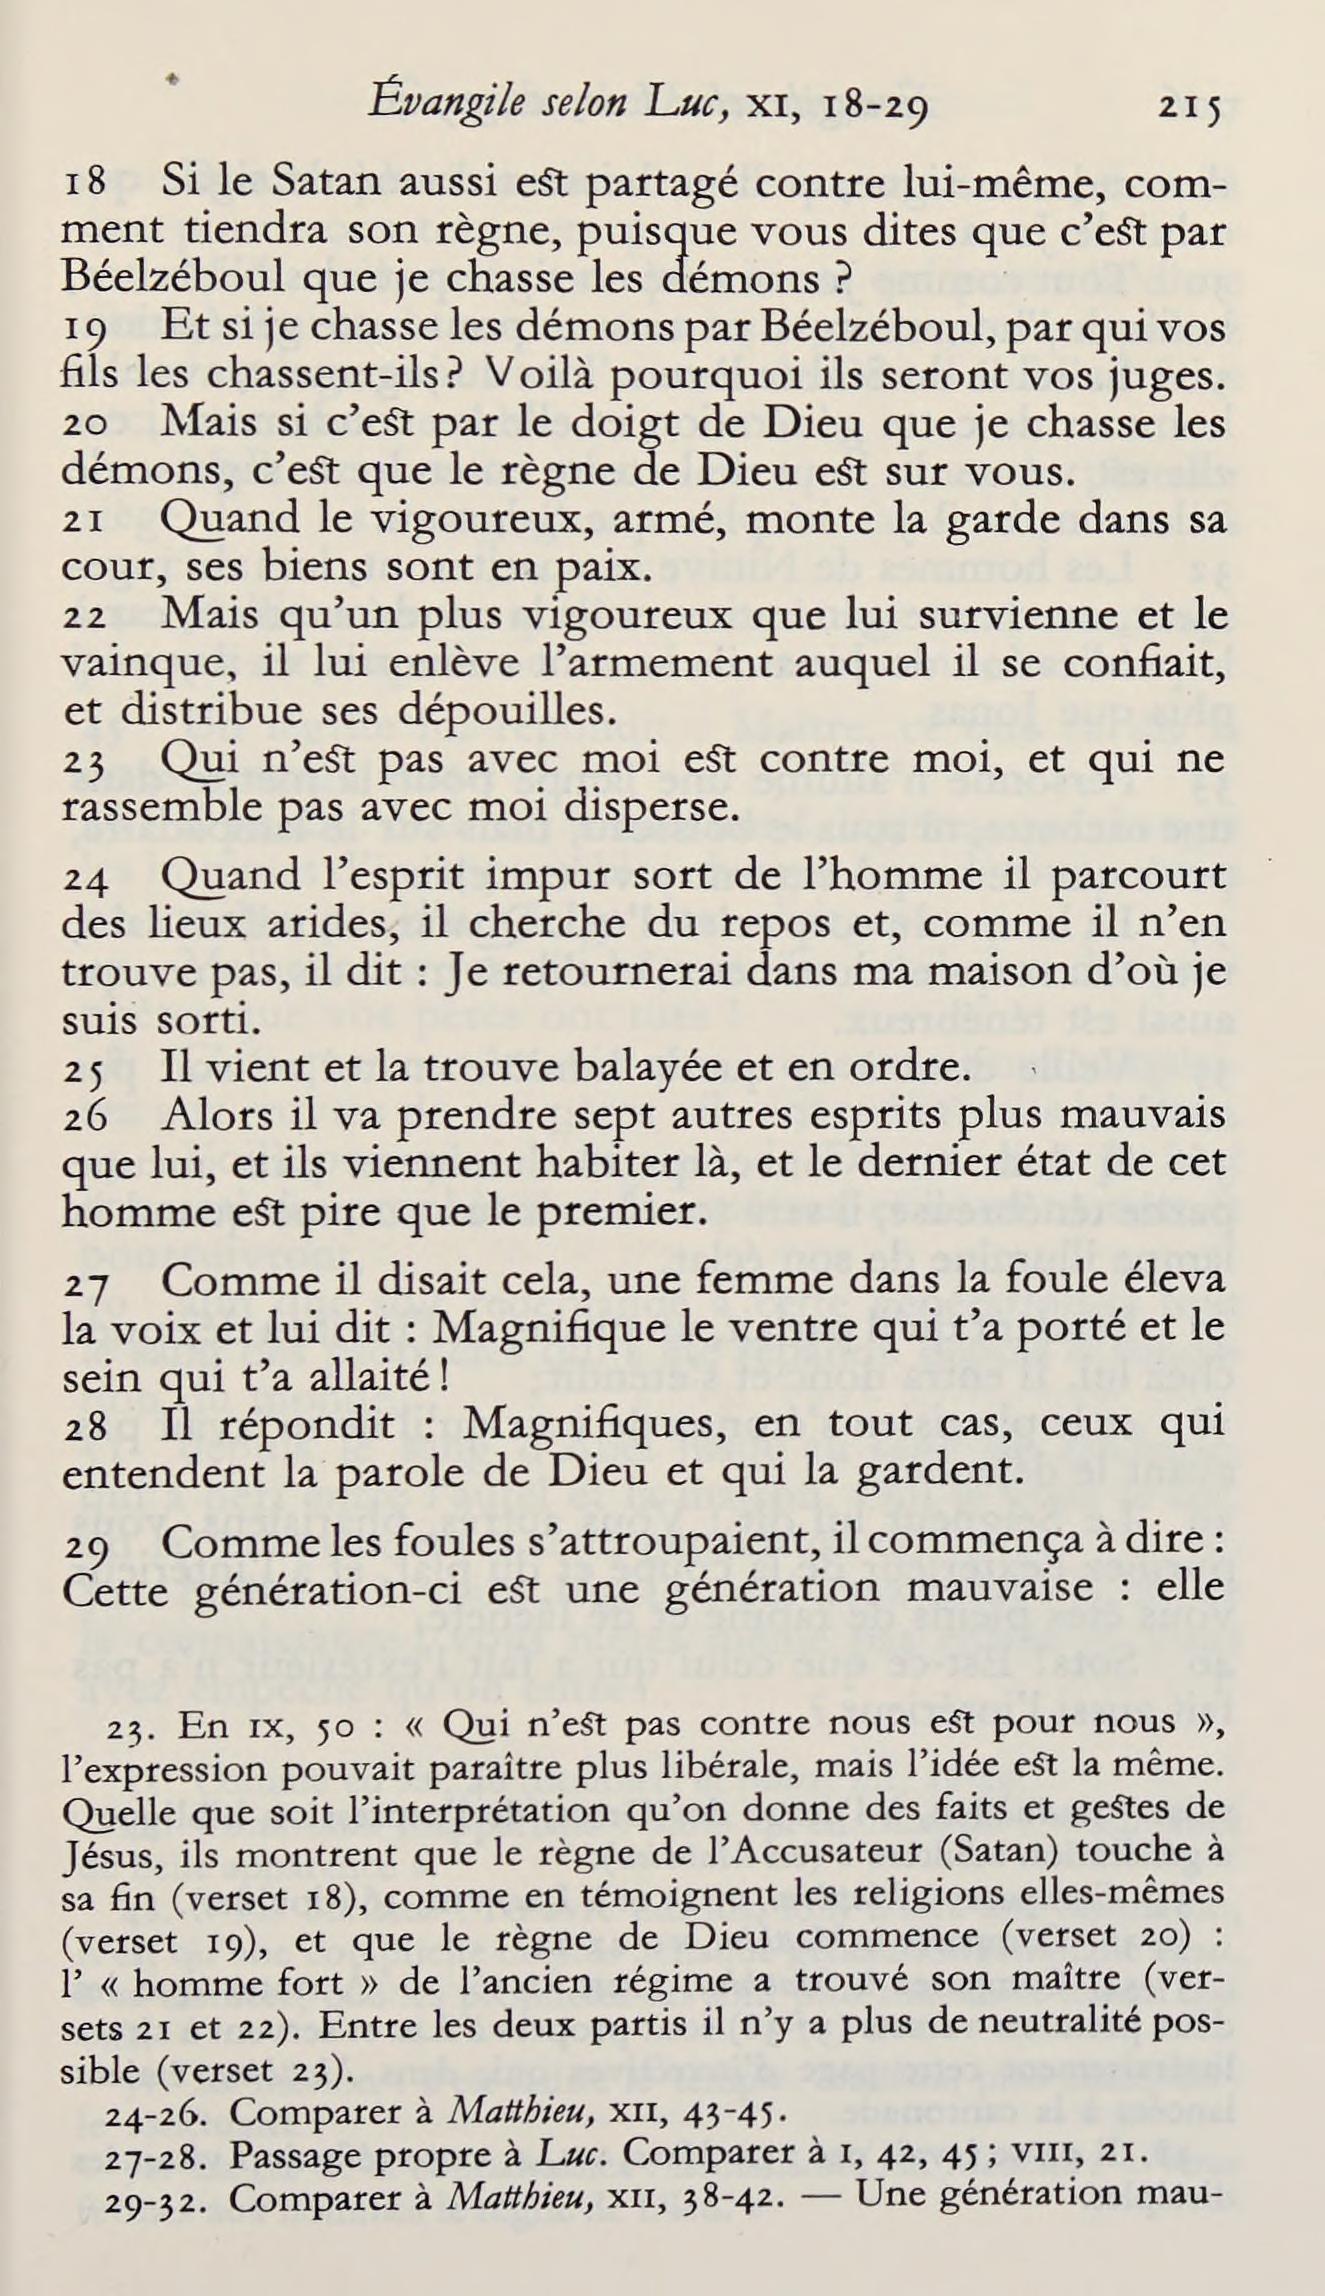 Évangile selon Luc, XI, 18-29 215
18 Si le Satan aussi est partagé contre lui-même, com-
ment tiendra son règne, puisque vous dites que c’est par
Béelzéboul que je chasse les démons ?
19 Et si je chasse les démons par Béelzéboul, par qui vos
fils les chassent-ils? Voilà pourquoi ils seront vos juges.
20 Mais si c’est par le doigt de Dieu que je chasse les
démons, c’est que le règne de Dieu est sur vous.
21 Quand le vigoureux, armé, monte la garde dans sa
cour, ses biens sont en paix.
22 Mais qu’un plus vigoureux que lui survienne et le
vainque, il lui enlève l’armement auquel il se confiait,
et distribue ses dépouilles.
23 Qui n’est pas avec moi est contre moi, et qui ne
rassemble pas avec moi disperse.
24 Quand l’esprit impur sort de l’homme il parcourt
des lieux arides, il cherche du repos et, comme il n’en
trouve pas, il dit : Je retournerai dans ma maison d’où je
suis sorti.
25 Il vient et la trouve balayée et en ordre.
26 Alors il va prendre sept autres esprits plus mauvais
que lui, et ils viennent habiter là, et le dernier état de cet
homme est pire que le premier.
27 Comme il disait cela, une femme dans la foule éleva
la voix et lui dit : Magnifique le ventre qui t’a porté et le
sein qui t’a allaité !
28 Il répondit : Magnifiques, en tout cas, ceux qui
entendent la parole de Dieu et qui la gardent.
29 Comme les foules s’attroupaient, il commença à dire :
Cette génération-ci est une génération mauvaise : elle
23. En IX, 50 : « Qui n’est pas contre nous est pour nous »,
l’expression pouvait paraître plus libérale, mais l’idée est la même.
Quelle que soit l’interprétation qu’on donne des faits et gestes de
Jésus, ils montrent que le règne de l’Accusateur (Satan) touche à
sa fin (verset 18), comme en témoignent les religions elles-mêmes
(verset 19), et que le règne de Dieu commence (verset 20) :
l’ « homme fort » de l’ancien régime a trouvé son maître (ver-
sets 21 et 22). Entre les deux partis il n’y a plus de neutralité pos-
sible (verset 23).
24-26. Comparer à Matthieu, XII, 43-45.
27-28. Passage propre à Luc. Comparer à I, 42, 45 ; VIII, 21.
29-32. Comparer à Matthieu, XII, 38-42. — Une génération mau-